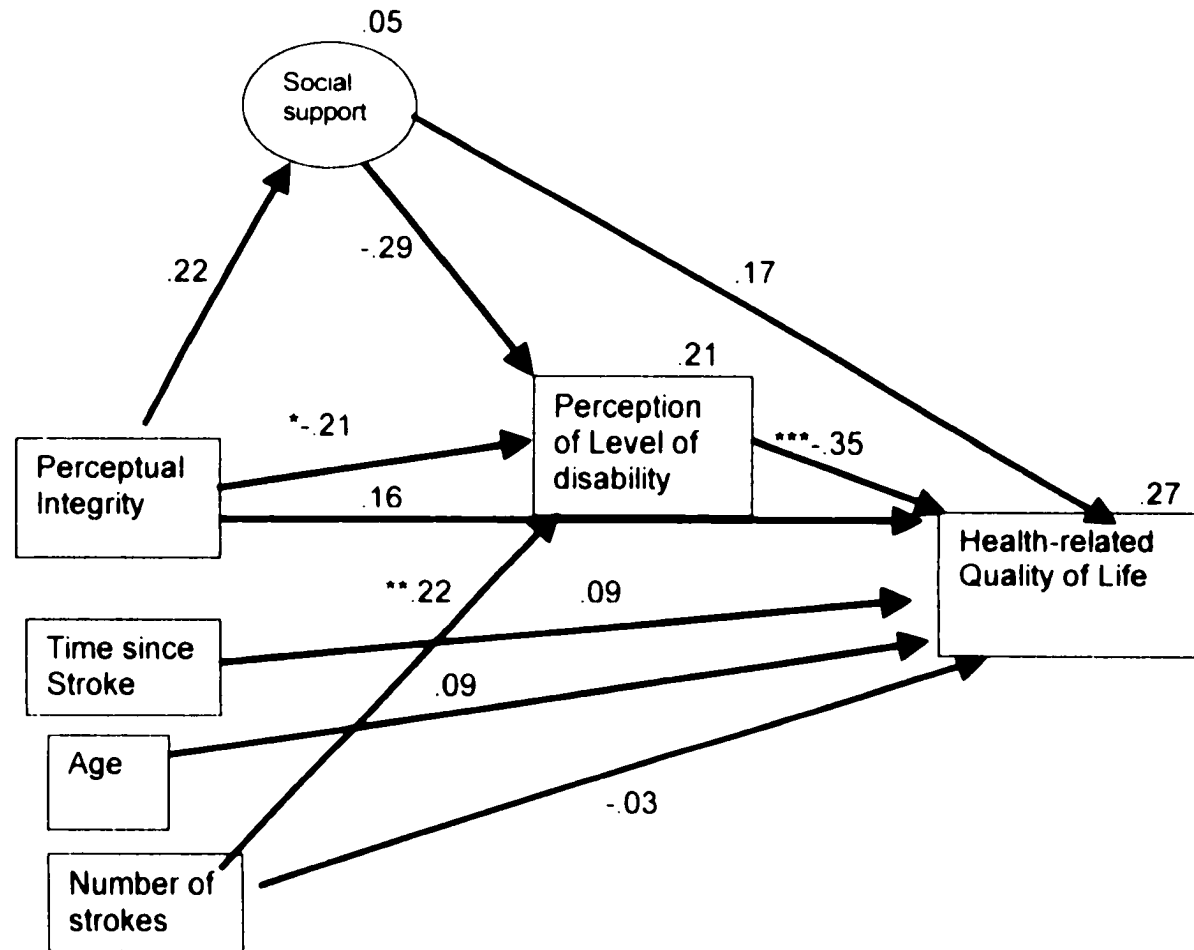 .05
Social
support
.22
-.29
.17
.21
*-.21
Perception
of Level of
disability
***-.35
Perceptual
Integrity
.16
.27
Health-related
Quality of Life
**.22
.09
Time since
Stroke
.09
Age
-.03
Number of
strokes